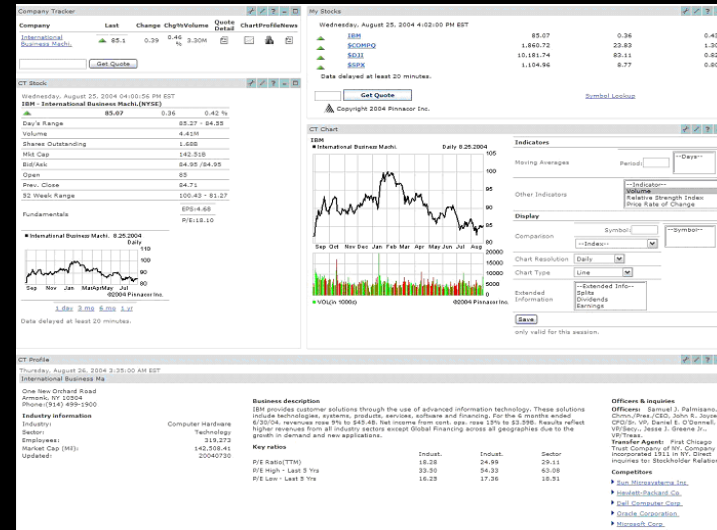 Company Tracker
Company Last Change Chg% Volume Quote Detail Chart Profile News
International Business Machi. 85.1 0.39 0.46 % 3.30M
Get Quote
CT Stock
Wednesday, August 25, 2004 04:00:56 PM EST
IBM - International Business Machi.(NYSE)
85.07 0.36 0.42 %
Day's Range 85.27 - 84.55
Volume 4.41M
Shares Outstanding 1.68B
Mkt Cap 142.51B
Bid/Ask 84.95 /84.95
Open 85
Prev. Close 84.71
52 Week Range 100.43 - 81.27
Fundamentals EPS:4.68
P/E:18.10
International Business Machi. 8.25.2004
Daily
110
100
90
80
Sep Nov Jan Mar Apr May Jul
©2004 Pinnacor Inc.
1 day 3 mo 6 mo 1 yr
Data delayed at least 20 minutes.
My Stocks
Wednesday, August 25, 2004 4:02:00 PM EST
IBM 85.07 0.36
$COMPQ 1,860.72 23.83
$DJI 10,181.74 83.11
$SPX 1,104.96 8.77
Data delayed at least 20 minutes.
Get Quote Symbol Lookup
Copyright 2004 Pinnacor Inc.
CT Chart
IBM
International Business Machi. Daily 8.25.2004
105
100
95
90
85
80
Sep Oct Nov Dec Jan Feb Mar Apr May Jun Jul Aug
20000
15000
10000
5000
0
VOL(in 1000s) ©2004 Pinnacor Inc.
Indicators
Moving Averages Period: --Days--
Other Indicators --Indicator--
Volume
Relative Strength Index
Price Rate of Change
Display
Comparison Symbol: --Symbol--
--Index--
Chart Resolution Daily
Chart Type Line
Extended Information --Extended Info--
Splits
Dividends
Earnings
Save
only valid for this session.
CT Profile
Thursday, August 26, 2004 3:35:00 AM EST
International Business Ma
One New Orchard Road
Armonk, NY 10504
Phone:(914) 499-1900
Industry information
Industry: Computer Hardware
Sector: Technology
Employees: 319,273
Market Cap (Mil): 142,508.41
Updated: 20040730
Business description
IBM provides customer solutions through the use of advanced information technology. These solutions
include technologies, systems, products, services, software and financing. For the 6 months ended
6/30/04, revenues rose 9% to $45.4B. Net income from cont. ops. rose 19% to $3.59B. Results reflect
higher revenues from all industry sectors except Global Financing across all geographies due to the
growth in demand and new applications.
Key ratios
Indust. Indust. Sector
P/E Ratio(TTM) 18.28 24.99 29.11
P/E High - Last 5 Yrs 33.50 54.33 63.08
P/E Low - Last 5 Yrs 16.25 17.36 18.51
Officers & inquiries
Officers: Samuel J. Palmisano,
Chmn./Pres./CEO, John R. Joyce
CFO/Sr. VP, Daniel E. O'Donnell,
VP/Secy., Jesse J. Greene Jr.,
VP/Treas.
Transfer Agent: First Chicago
Trust Company of NY. Company
incorporated 1911 in NY. Direct
inquiries to: Stockholder Relation
Competitors
Sun Microsystems Inc.
Hewlett-Packard Co.
Dell Computer Corp.
Oracle Corporation
Microsoft Corp.